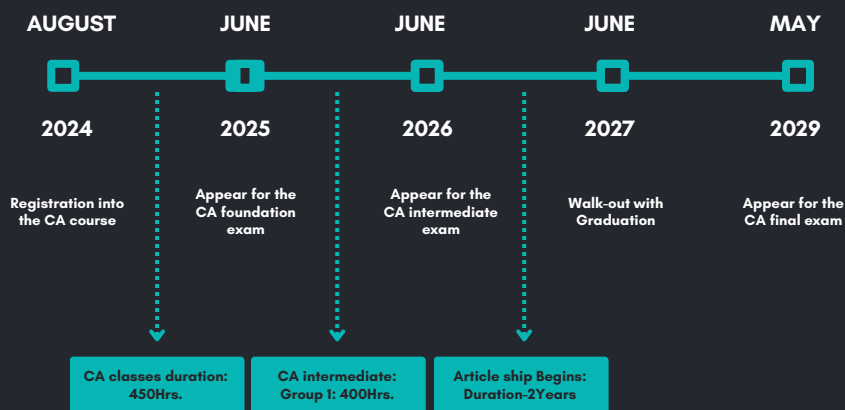 AUGUST
JUNE
JUNE
JUNE
MAY
2024
2025
2026
2027
2029
Registration into
the CA course
Appear for the
CA foundation
exam
Appear for the
CA intermediate
exam
Walk-out with
Graduation
Appear for the
CA final exam
CA classes duration:
450Hrs.
CA intermediate:
Group 1: 400Hrs.
Article ship Begins:
Duration-2Years